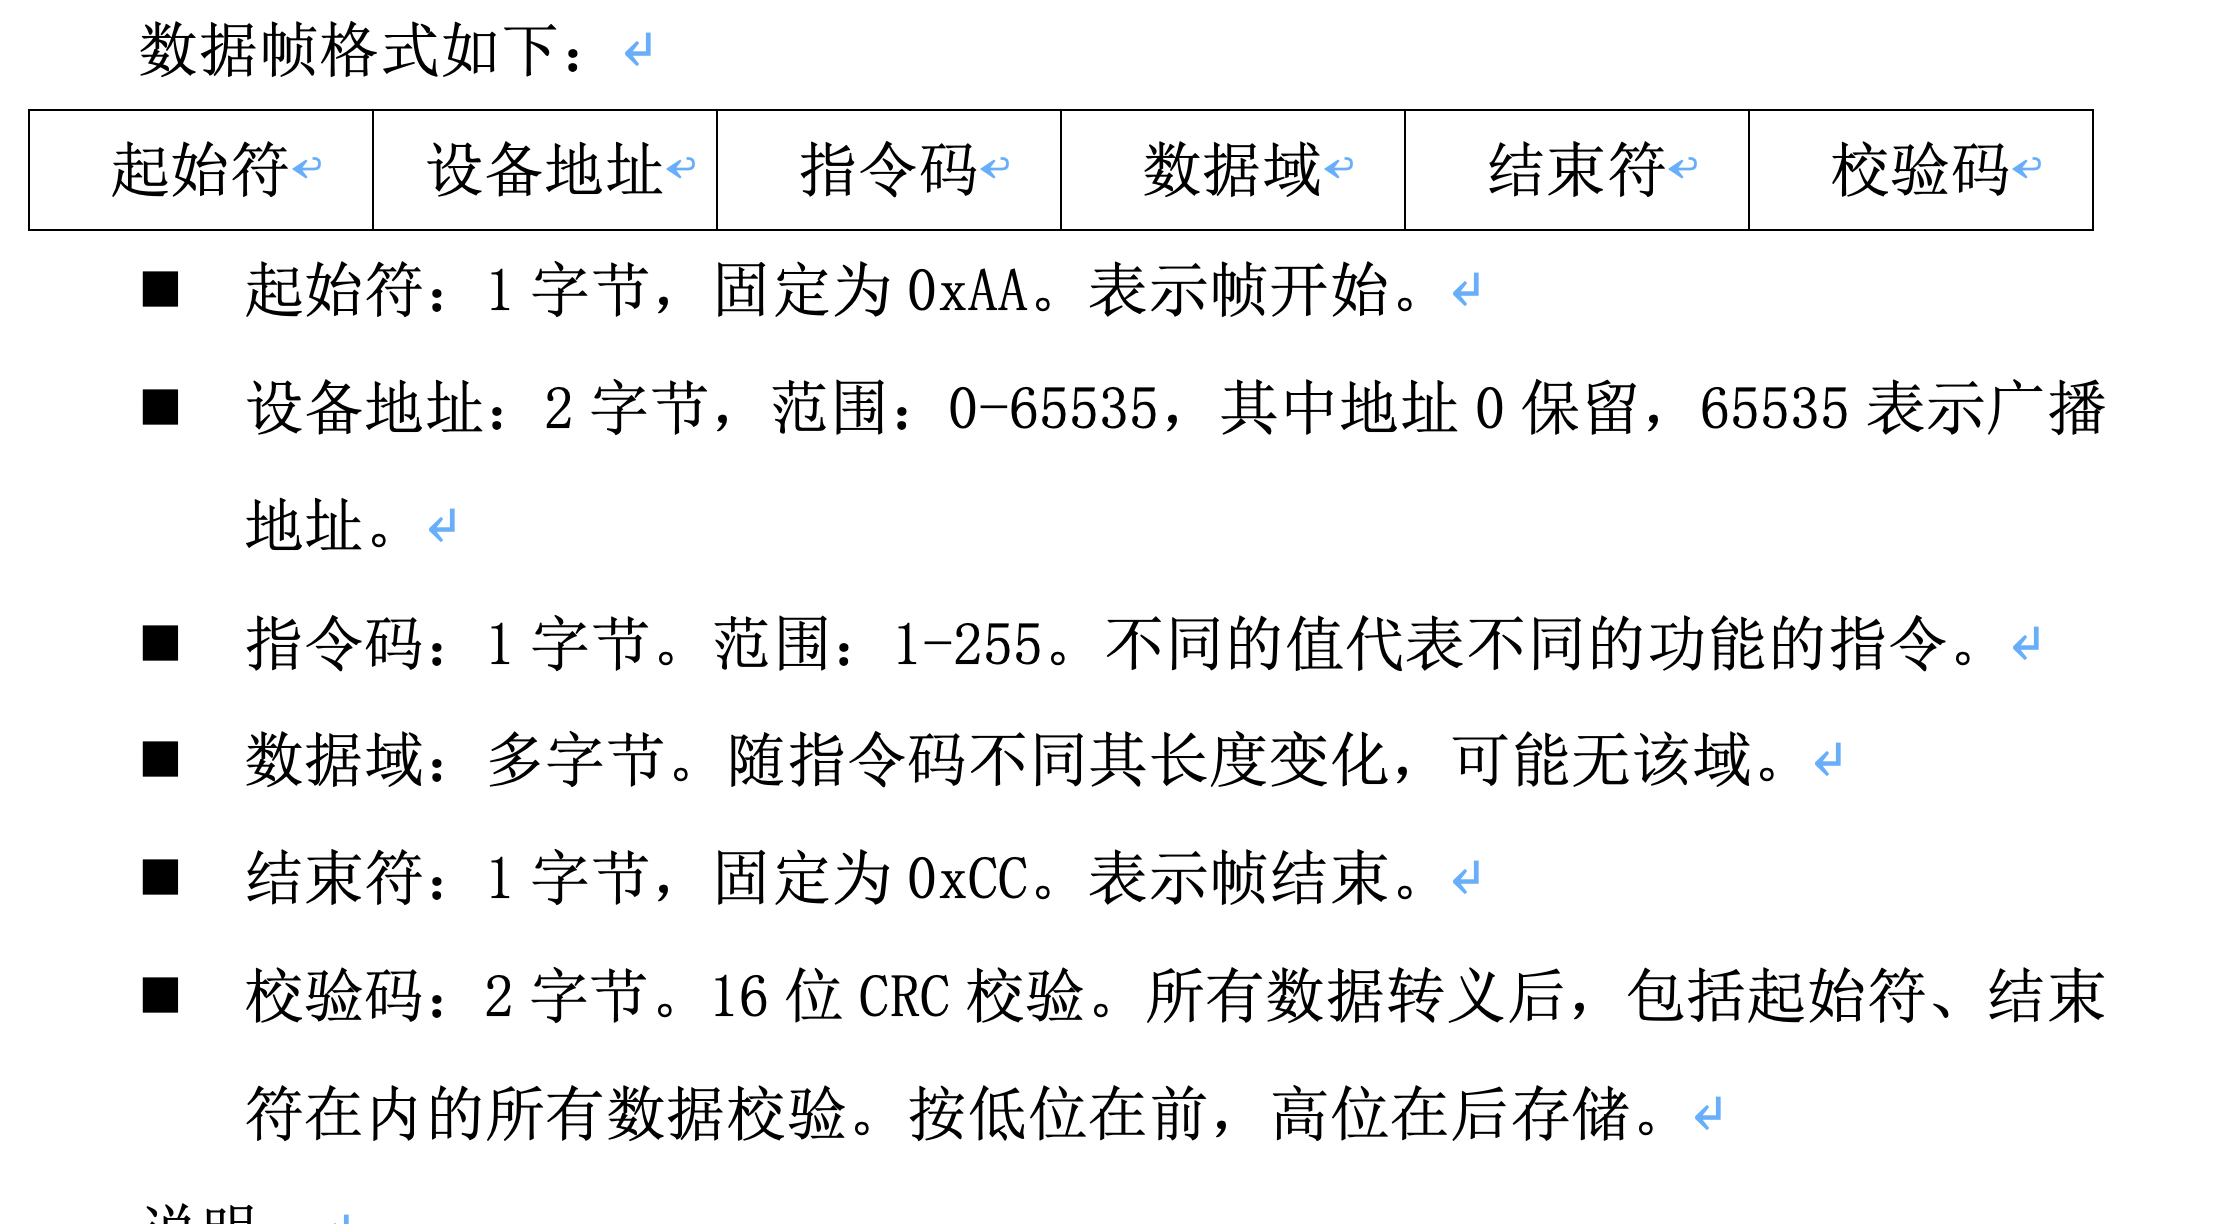 数据帧格式如下：
起始符 设备地址 指令码 数据域 结束符 校验码
■ 起始符：1 字节，固定为 0xAA。表示帧开始。
■ 设备地址：2 字节，范围：0-65535，其中地址 0 保留，65535 表示广播
地址。
■ 指令码：1 字节。范围：1-255。不同的值代表不同的功能的指令。
■ 数据域：多字节。随指令码不同其长度变化，可能无该域。
■ 结束符：1 字节，固定为 0xCC。表示帧结束。
■ 校验码：2 字节。16 位 CRC 校验。所有数据转义后，包括起始符、结束
符在内的所有数据校验。按低位在前，高位在后存储。
说明